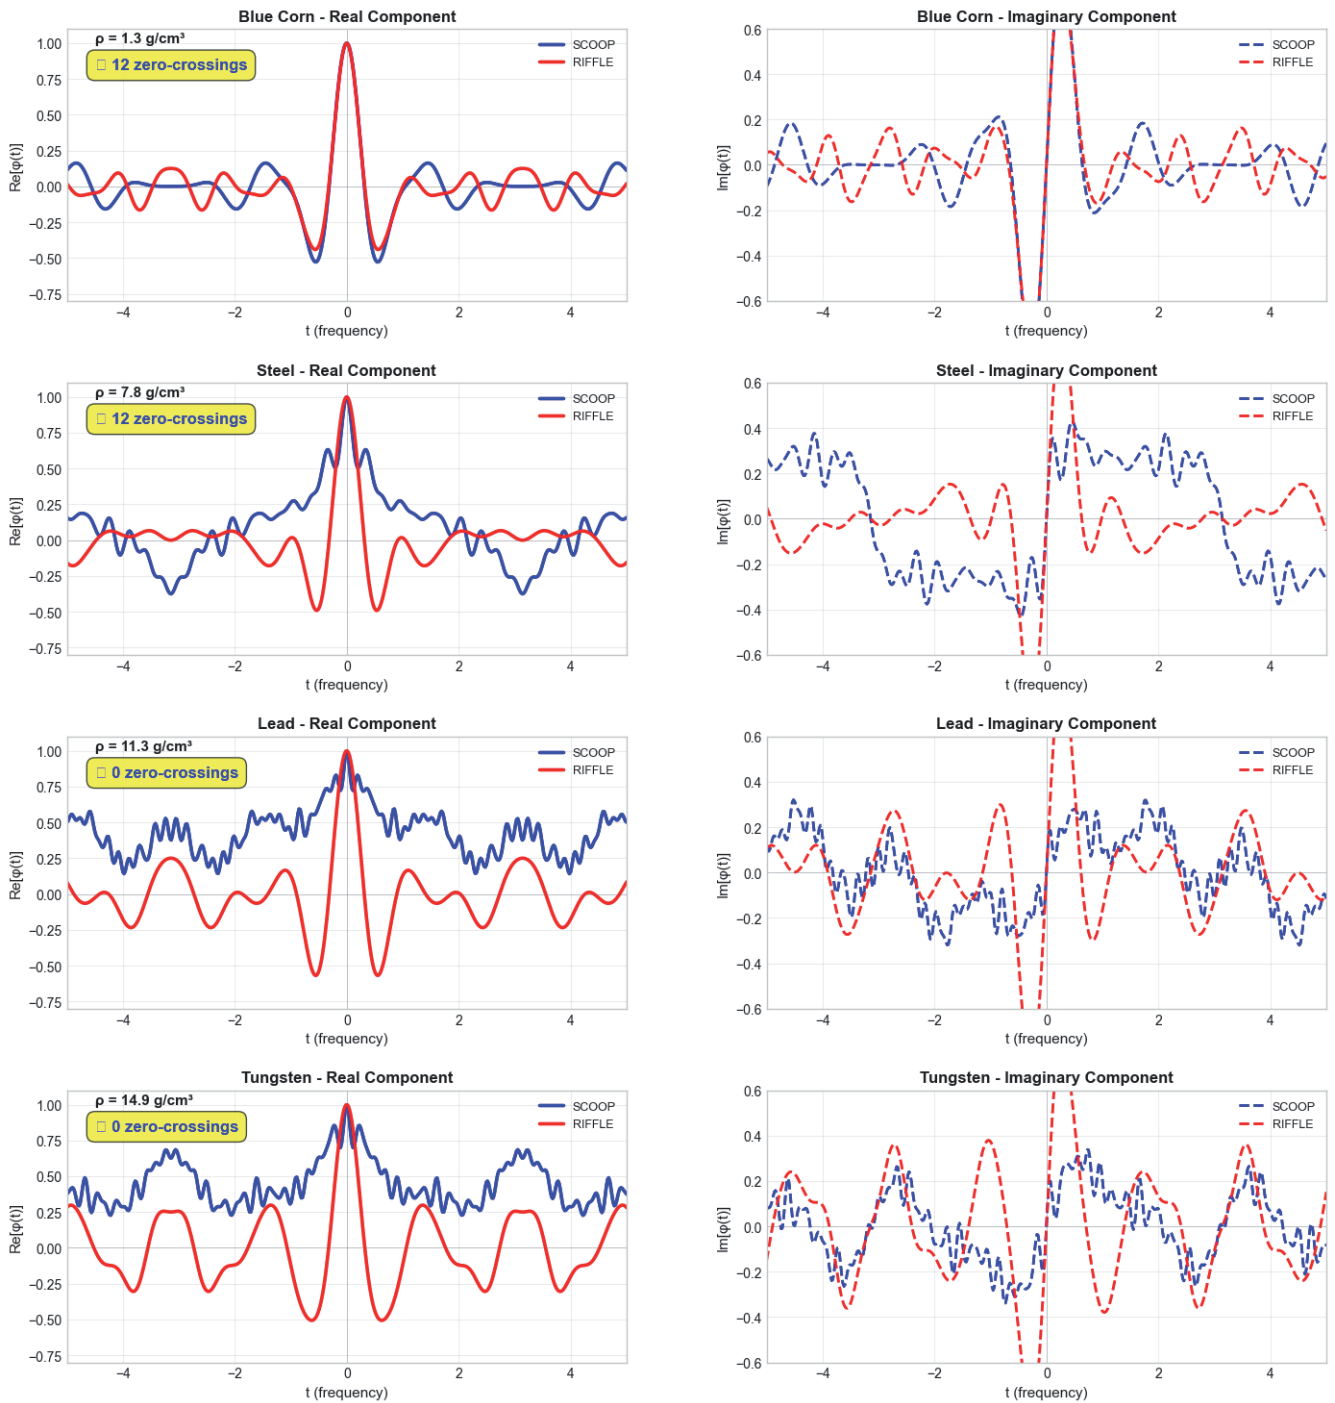 Blue Corn - Real Component
ρ = 1.3 g/cm³
12 zero-crossings
SCOOP
RIFFLE
1.00
0.75
0.50
0.25
0.00
−0.25
−0.50
−0.75
Re[φ(t)]
−4 −2 0 2 4
t (frequency)
Blue Corn - Imaginary Component
SCOOP
RIFFLE
0.6
0.4
0.2
0.0
−0.2
−0.4
−0.6
Im[φ(t)]
−4 −2 0 2 4
t (frequency)
Steel - Real Component
ρ = 7.8 g/cm³
12 zero-crossings
SCOOP
RIFFLE
1.00
0.75
0.50
0.25
0.00
−0.25
−0.50
−0.75
Re[φ(t)]
−4 −2 0 2 4
t (frequency)
Steel - Imaginary Component
SCOOP
RIFFLE
0.6
0.4
0.2
0.0
−0.2
−0.4
−0.6
Im[φ(t)]
−4 −2 0 2 4
t (frequency)
Lead - Real Component
ρ = 11.3 g/cm³
0 zero-crossings
SCOOP
RIFFLE
1.00
0.75
0.50
0.25
0.00
−0.25
−0.50
−0.75
Re[φ(t)]
−4 −2 0 2 4
t (frequency)
Lead - Imaginary Component
SCOOP
RIFFLE
0.6
0.4
0.2
0.0
−0.2
−0.4
−0.6
Im[φ(t)]
−4 −2 0 2 4
t (frequency)
Tungsten - Real Component
ρ = 14.9 g/cm³
0 zero-crossings
SCOOP
RIFFLE
1.00
0.75
0.50
0.25
0.00
−0.25
−0.50
−0.75
Re[φ(t)]
−4 −2 0 2 4
t (frequency)
Tungsten - Imaginary Component
SCOOP
RIFFLE
0.6
0.4
0.2
0.0
−0.2
−0.4
−0.6
Im[φ(t)]
−4 −2 0 2 4
t (frequency)